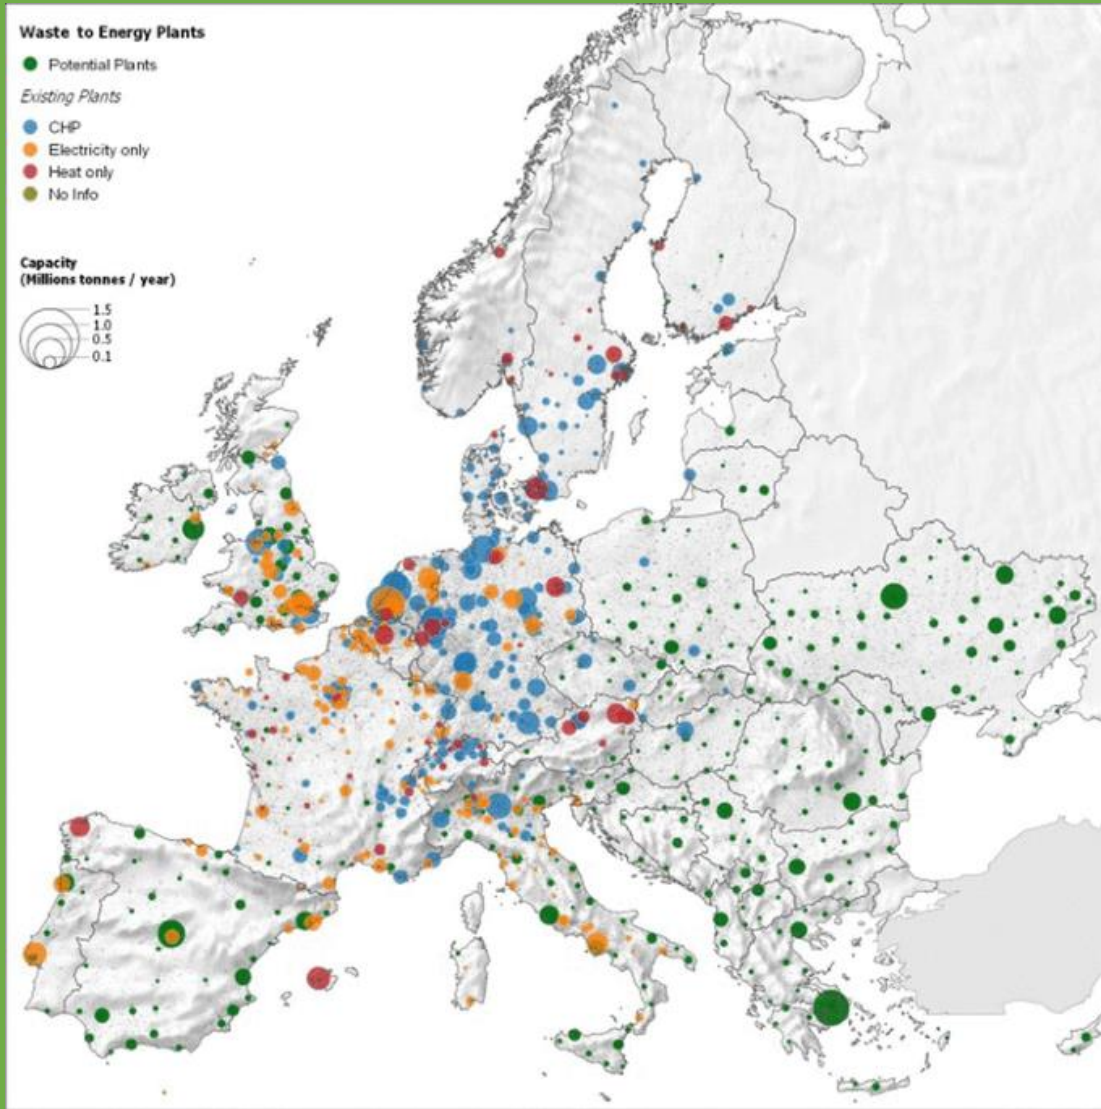 Waste to Energy Plants
Potential Plants
Existing Plants
CHP
Electricity only
Heat only
No Info
Capacity
(Millions tonnes / year)
1.5
1.0
0.5
0.1